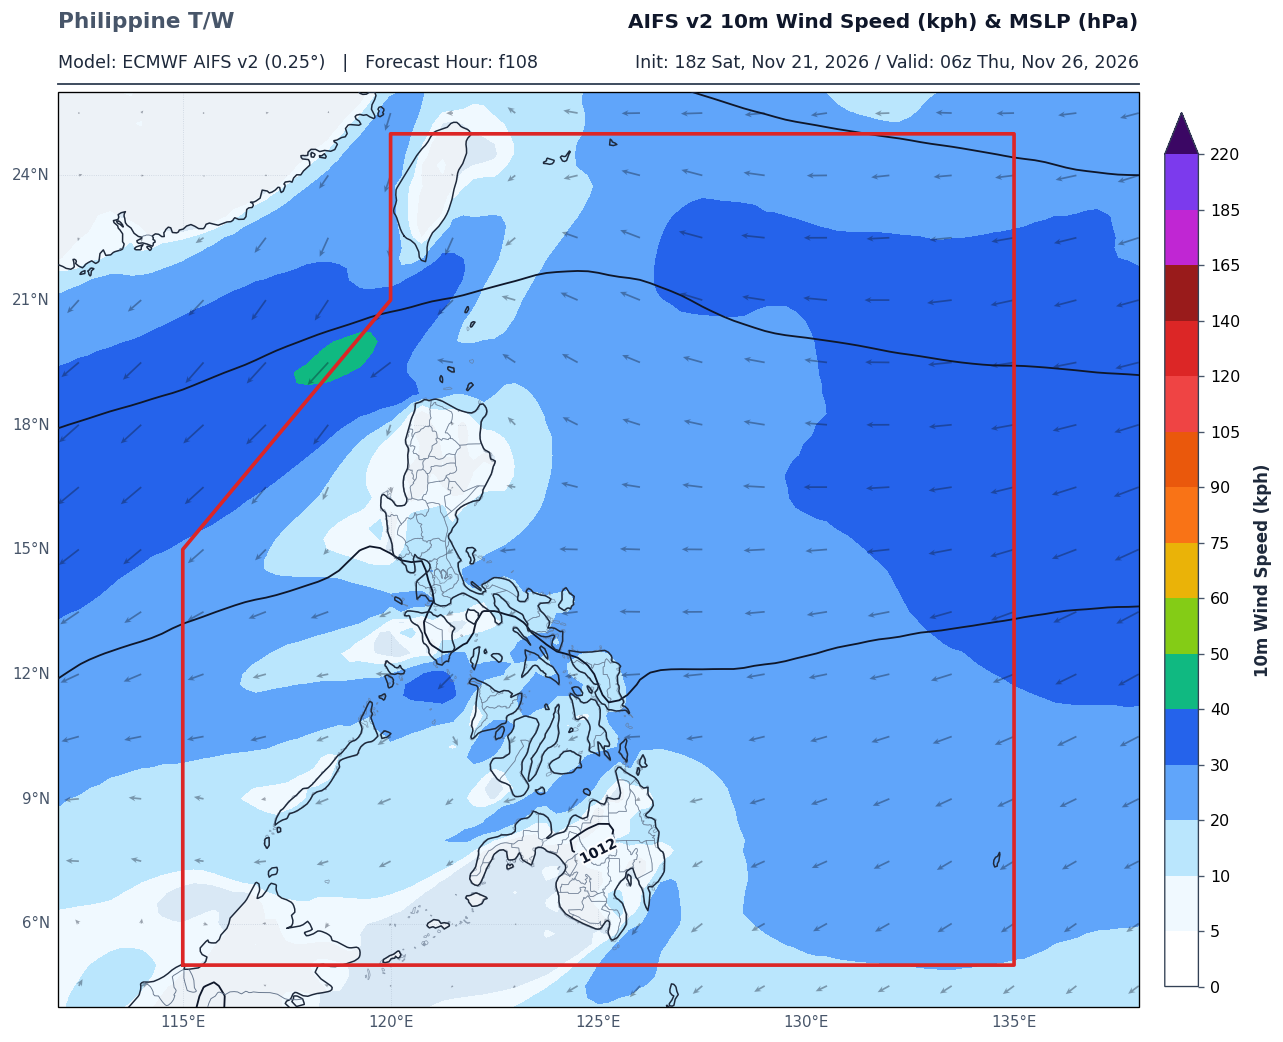 Philippine T/W
AIFS v2 10m Wind Speed (kph) & MSLP (hPa)
Model: ECMWF AIFS v2 (0.25°) | Forecast Hour: f108
Init: 18z Sat, Nov 21, 2026 / Valid: 06z Thu, Nov 26, 2026
24°N
21°N
18°N
15°N
12°N
9°N
6°N
1012
115°E
120°E
125°E
130°E
135°E
220
185
165
140
120
105
90
75
60
50
40
30
20
10
5
0
10m Wind Speed (kph)